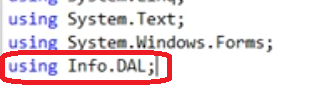 using System.Text;
using System.Windows.Forms;
using Info.DAL;